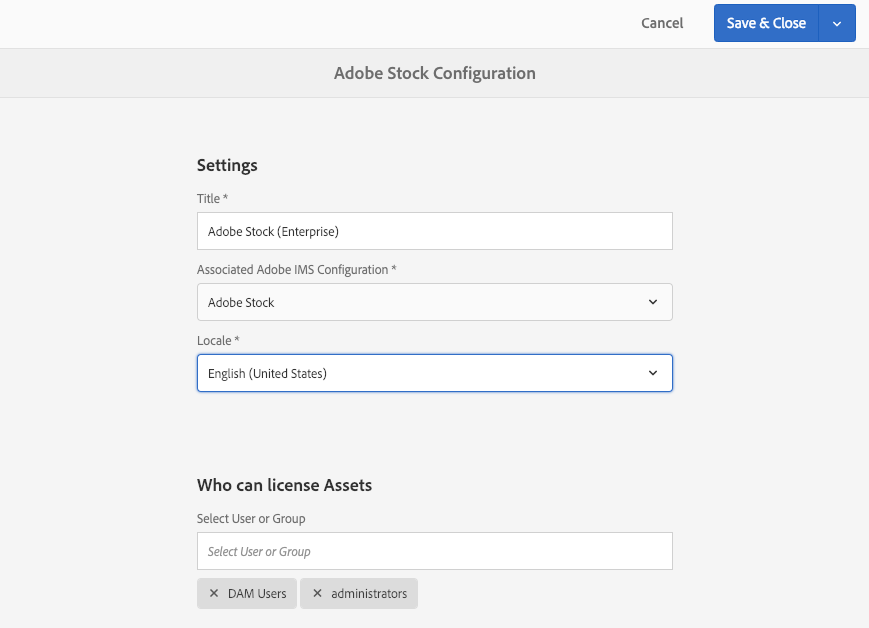 Cancel
Save & Close
Adobe Stock Configuration
Settings
Title *
Adobe Stock (Enterprise)
Associated Adobe IMS Configuration *
Adobe Stock
Locale *
English (United States)
Who can license Assets
Select User or Group
Select User or Group
✕ DAM Users ✕ administrators